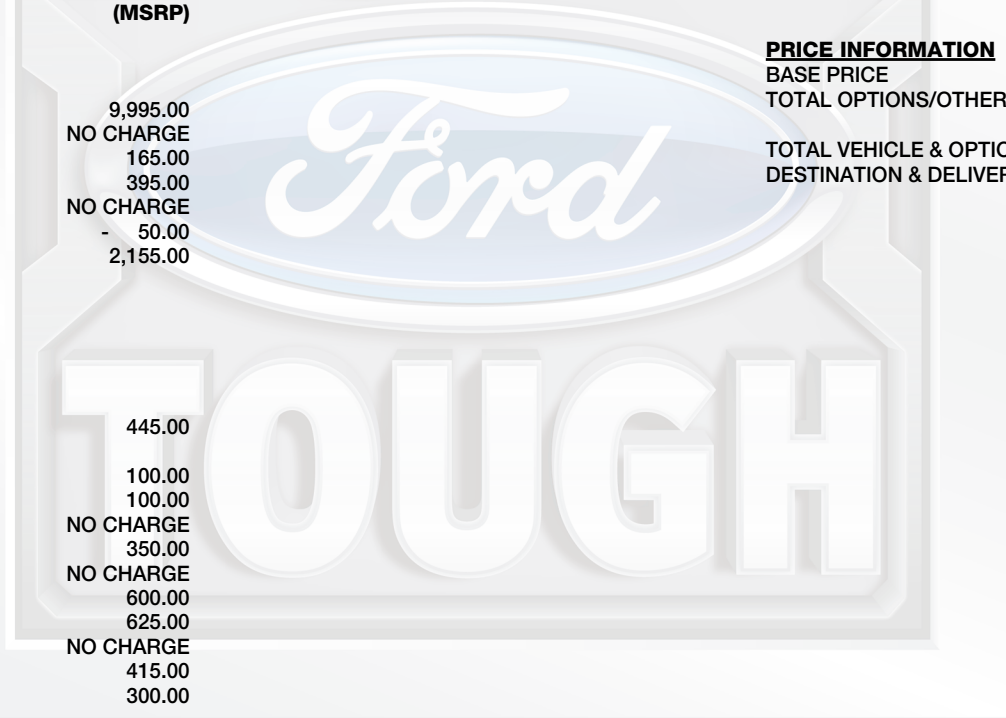 (MSRP)
9,995.00
NO CHARGE
165.00
395.00
NO CHARGE
- 50.00
2,155.00
445.00
100.00
100.00
NO CHARGE
350.00
NO CHARGE
600.00
625.00
NO CHARGE
415.00
300.00
PRICE INFORMATION
BASE PRICE
TOTAL OPTIONS/OTHER
TOTAL VEHICLE & OPTIO
DESTINATION & DELIVER
Ford
TOUGH